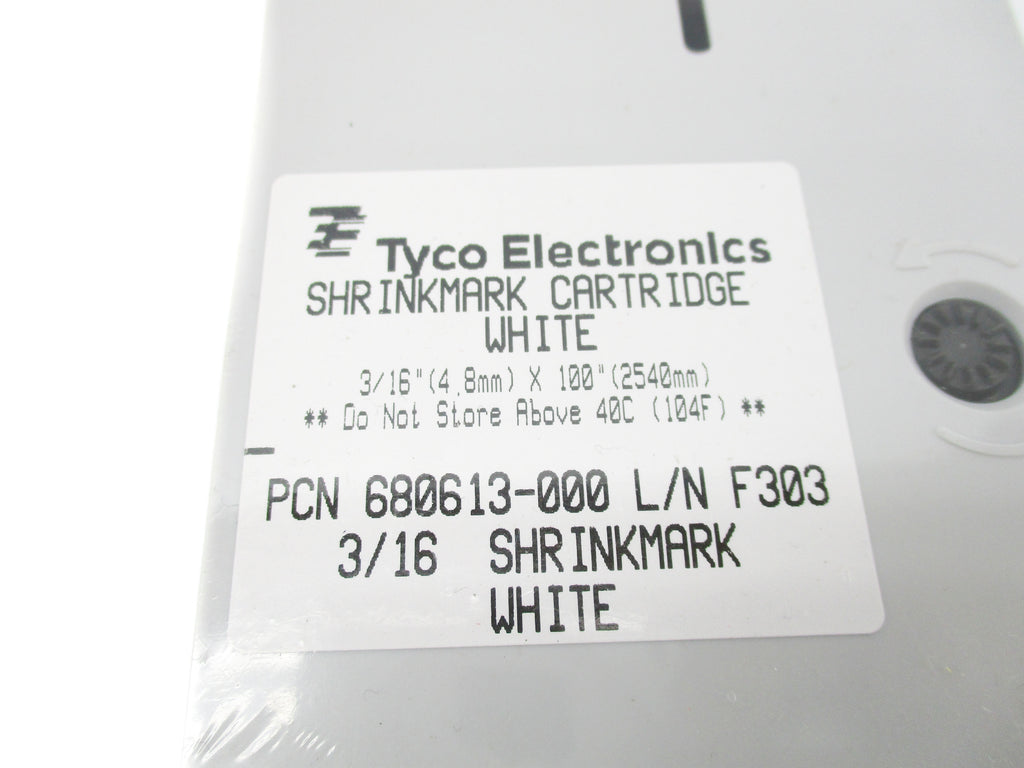 Tyco Electronics
SHRINKMARK CARTRIDGE
WHITE
3/16"(4.8mm) X 100"(2540mm)
** Do Not Store Above 40C (104F) **
PCN 680613-000 L/N F303
3/16 SHRINKMARK
WHITE